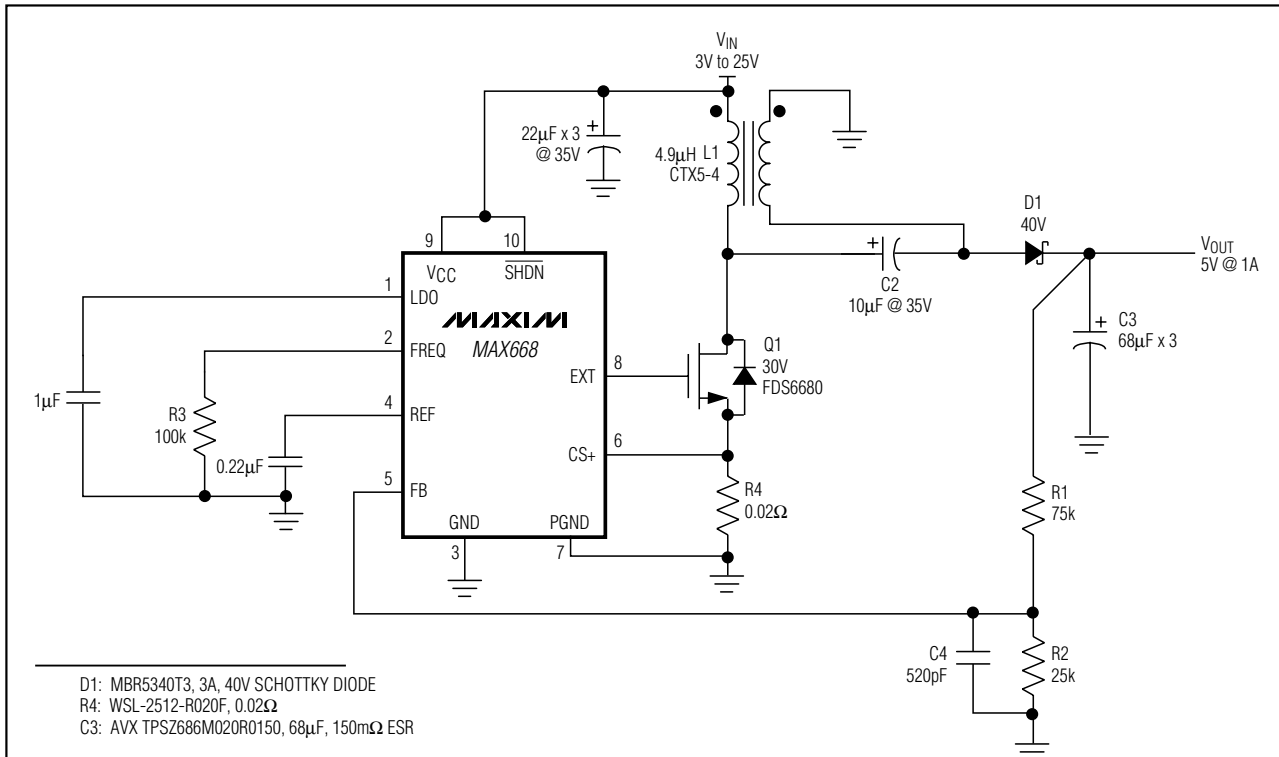 VIN
3V to 25V
22µF x 3
@ 35V
+
4.9µH L1
CTX5-4
D1
40V
VOUT
5V @ 1A
+
C2
10µF @ 35V
C3
68µF x 3
+
9
10
VCC
SHDN
1
LDO
MAXIM
MAX668
2
FREQ
Q1
30V
FDS6680
EXT
8
1µF
R3
100k
4
REF
0.22µF
CS+
6
5
FB
R4
0.02Ω
R1
75k
GND
PGND
3
7
C4
520pF
R2
25k
D1: MBR5340T3, 3A, 40V SCHOTTKY DIODE
R4: WSL-2512-R020F, 0.02Ω
C3: AVX TPSZ686M020R0150, 68µF, 150mΩ ESR